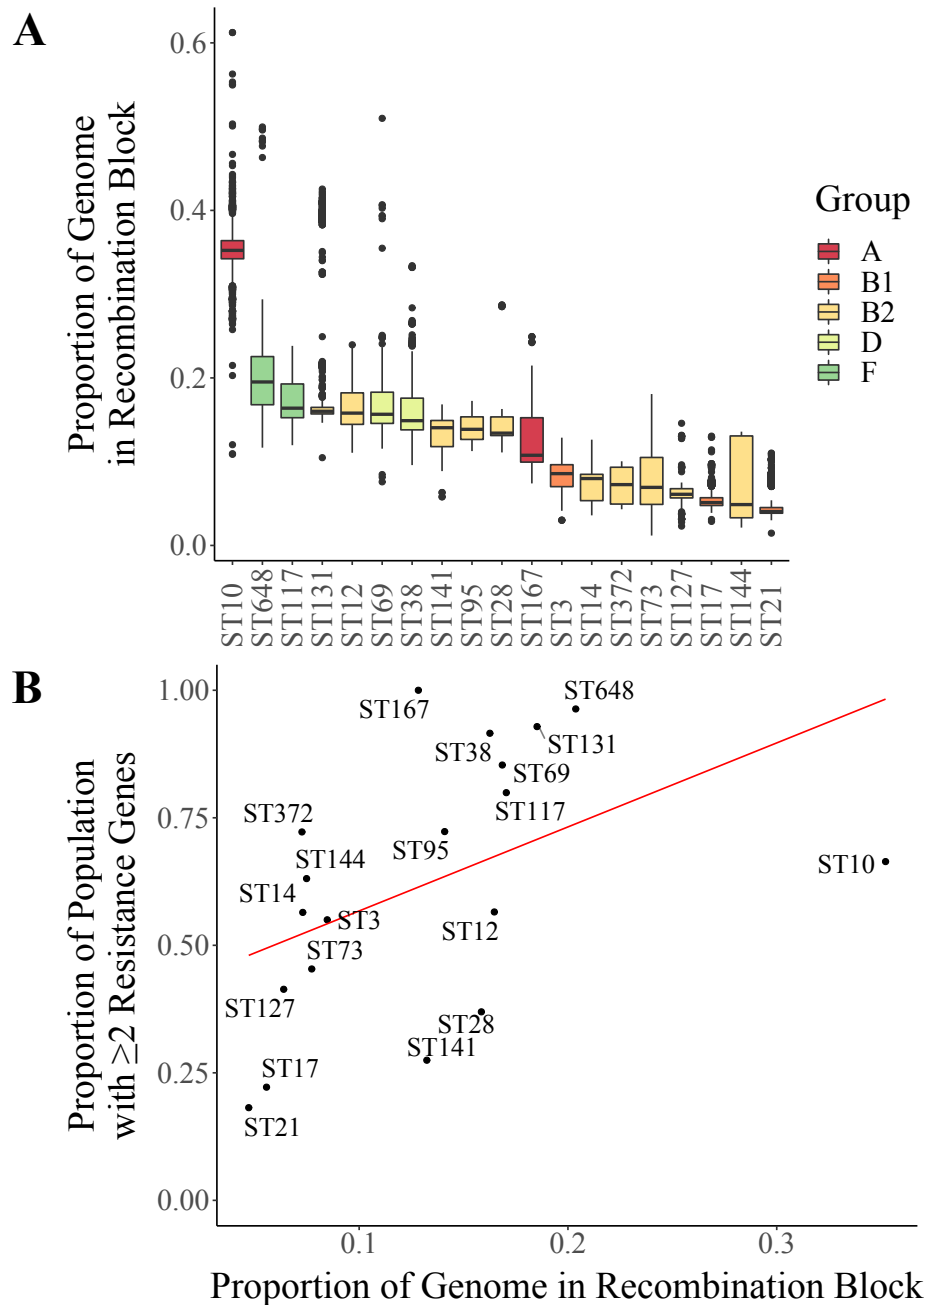 A
Proportion of Genome
in Recombination Block
0.6
0.4
0.2
0.0
ST10
ST648
ST117
ST131
ST12
ST69
ST38
ST141
ST95
ST28
ST167
ST3
ST14
ST372
ST73
ST127
ST17
ST144
ST21
Group
A
B1
B2
D
F
B
Proportion of Population
with ≥2 Resistance Genes
1.00
0.75
0.50
0.25
0.00
ST648
ST167
ST38
ST131
ST69
ST117
ST372
ST95
ST144
ST10
ST14
ST3
ST12
ST73
ST127
ST28
ST141
ST17
ST21
0.1
0.2
0.3
Proportion of Genome in Recombination Block